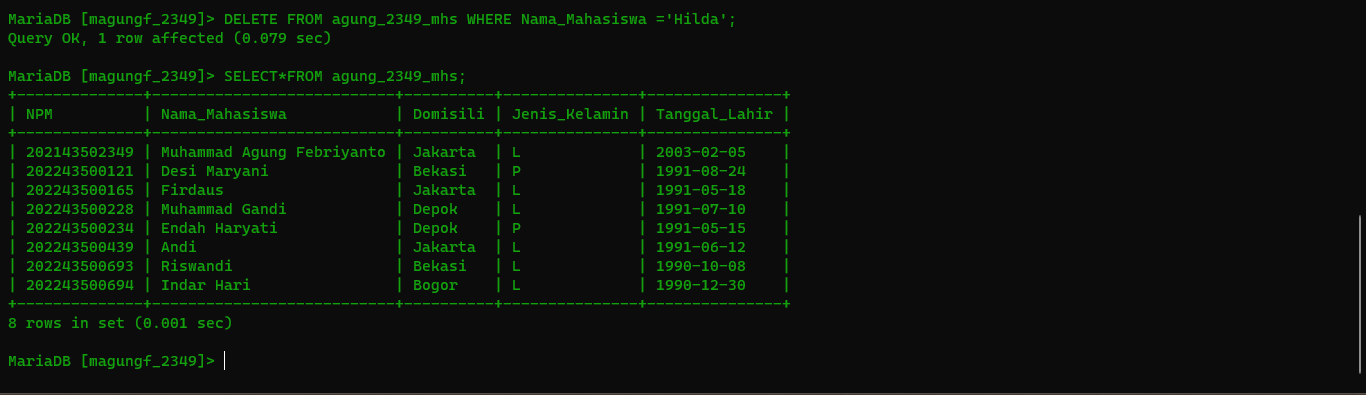 MariaDB [magungf_2349]> DELETE FROM agung_2349_mhs WHERE Nama_Mahasiswa ='Hilda';
Query OK, 1 row affected (0.079 sec)
MariaDB [magungf_2349]> SELECT*FROM agung_2349_mhs;
+--------------+---------------------------+----------+---------------+---------------+
| NPM          | Nama_Mahasiswa            | Domisili | Jenis_Kelamin | Tanggal_Lahir |
+--------------+---------------------------+----------+---------------+---------------+
| 202143502349 | Muhammad Agung Febriyanto | Jakarta  | L             | 2003-02-05    |
| 202243500121 | Desi Maryani              | Bekasi   | P             | 1991-08-24    |
| 202243500165 | Firdaus                   | Jakarta  | L             | 1991-05-18    |
| 202243500228 | Muhammad Gandi            | Depok    | L             | 1991-07-10    |
| 202243500234 | Endah Haryati             | Depok    | P             | 1991-05-15    |
| 202243500439 | Andi                      | Jakarta  | L             | 1991-06-12    |
| 202243500693 | Riswandi                  | Bekasi   | L             | 1990-10-08    |
| 202243500694 | Indar Hari                | Bogor    | L             | 1990-12-30    |
+--------------+---------------------------+----------+---------------+---------------+
8 rows in set (0.001 sec)
MariaDB [magungf_2349]>